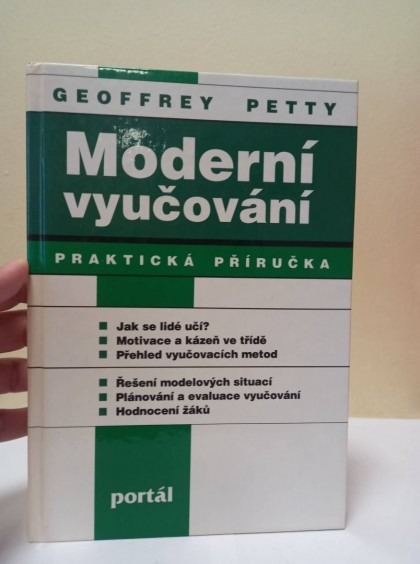 GEOFFREY PETTY
Moderní
vyučování
PRAKTICKÁ PŘÍRUČKA
Jak se lidé učí?
Motivace a kázeň ve třídě
Přehled vyučovacích metod
Řešení modelových situací
Plánování a evaluace vyučování
Hodnocení žáků
portál